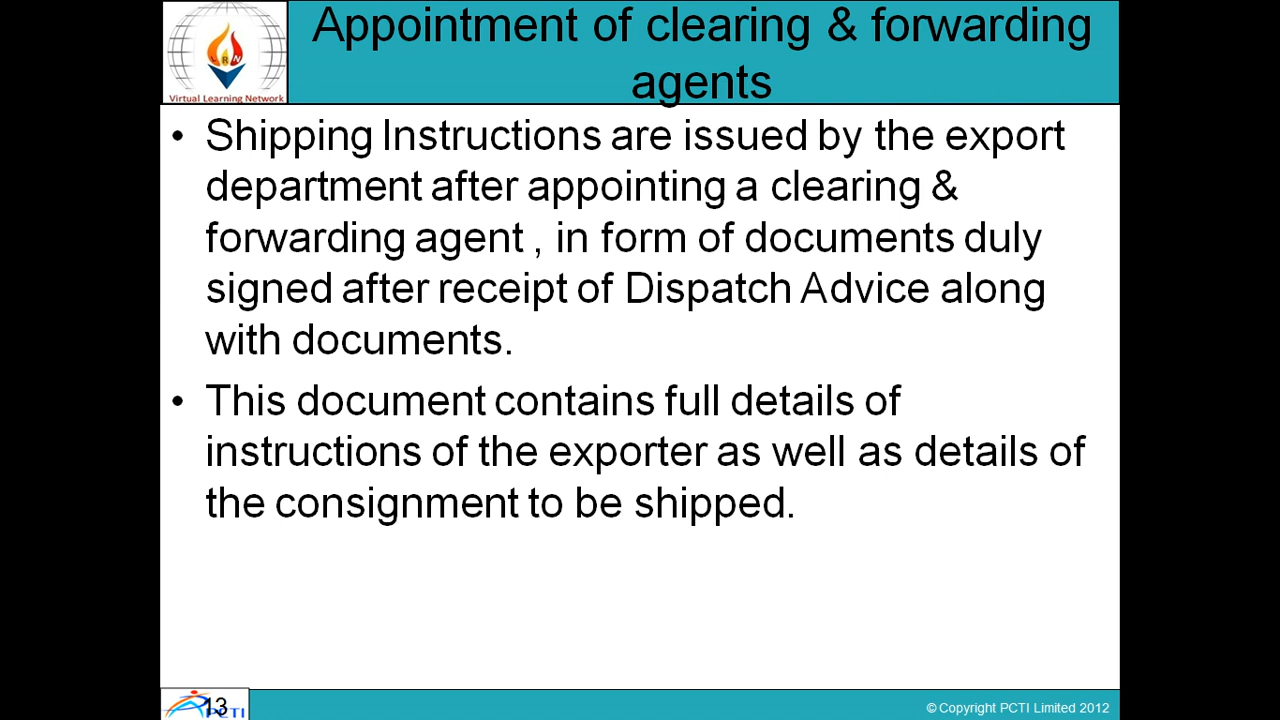 Appointment of clearing & forwarding
agents
LRN
Virtual Learning Network
• Shipping Instructions are issued by the export
department after appointing a clearing &
forwarding agent , in form of documents duly
signed after receipt of Dispatch Advice along
with documents.
• This document contains full details of
instructions of the exporter as well as details of
the consignment to be shipped.
13
PCTI
© Copyright PCTI Limited 2012